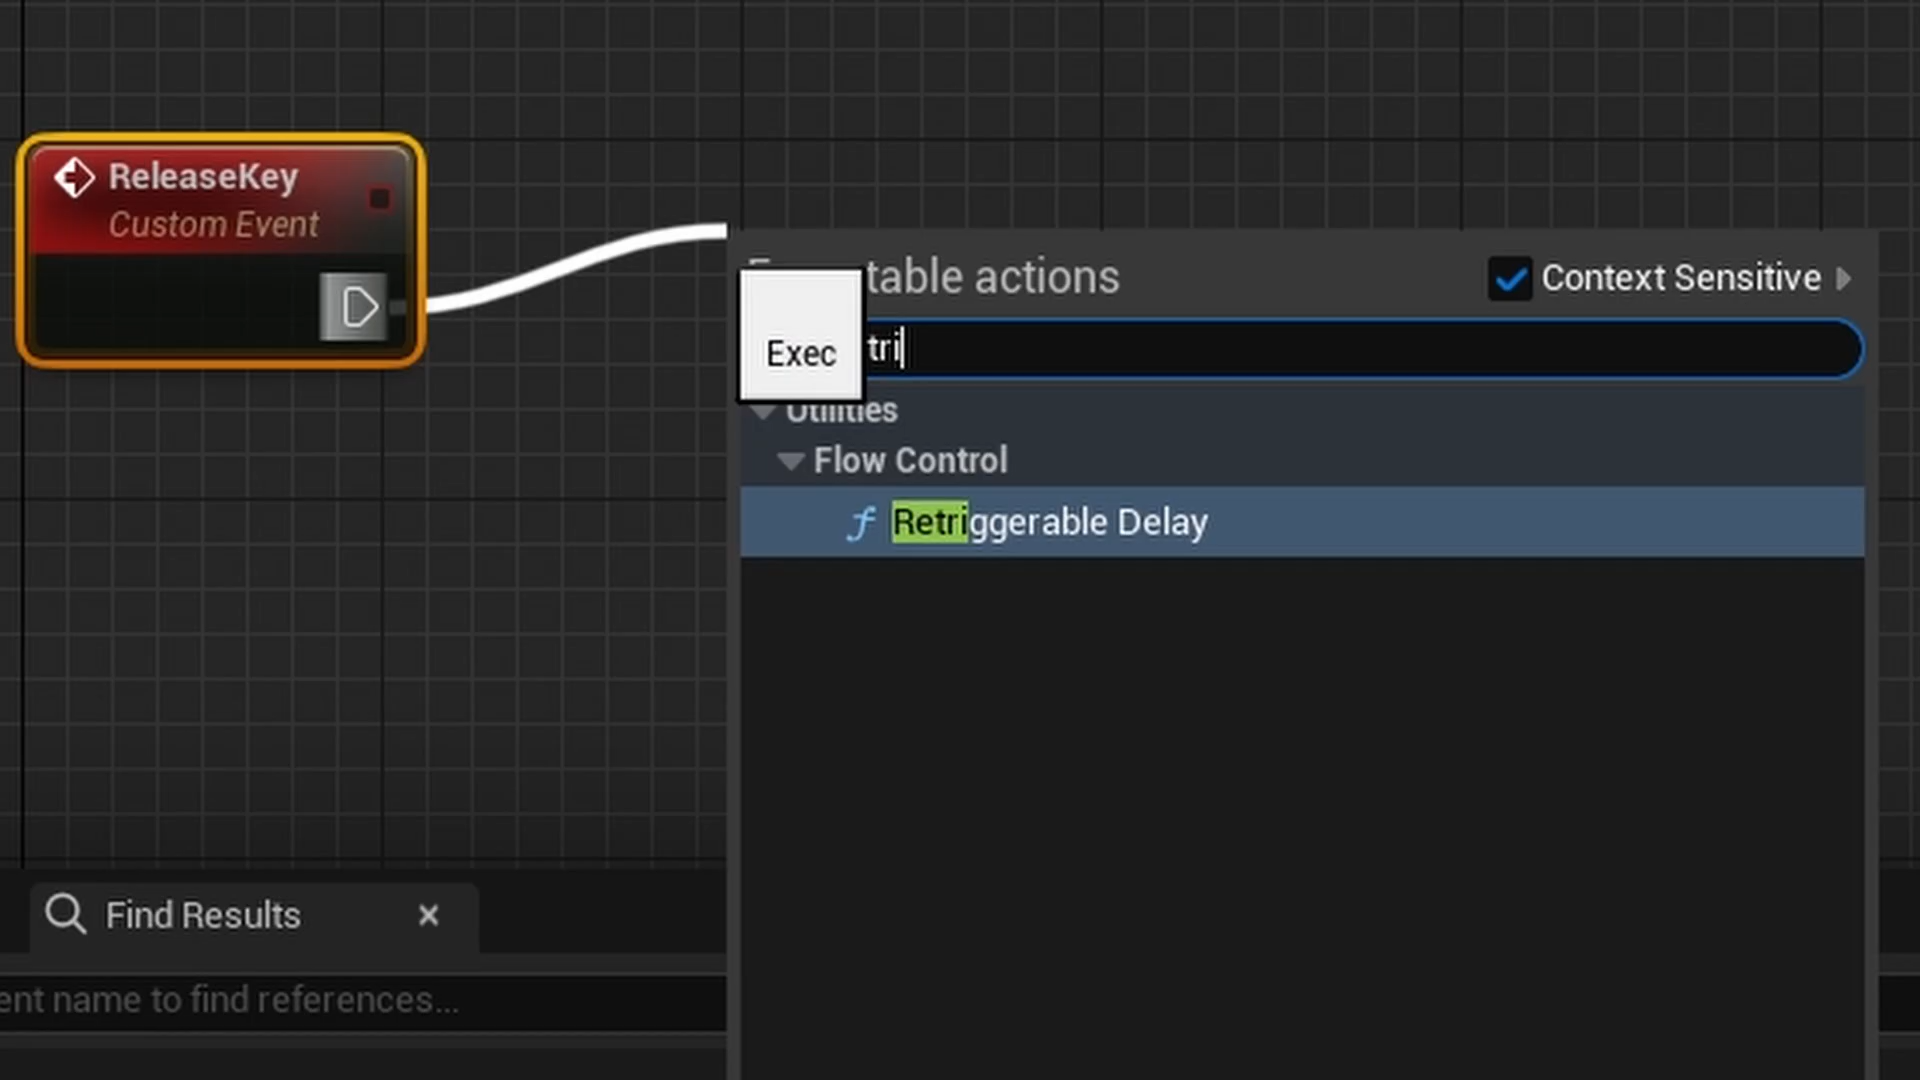 ReleaseKey
Custom Event
table actions
Context Sensitive
Exec
tri
Utilities
Flow Control
f Retriggerable Delay
Find Results
ent name to find references...